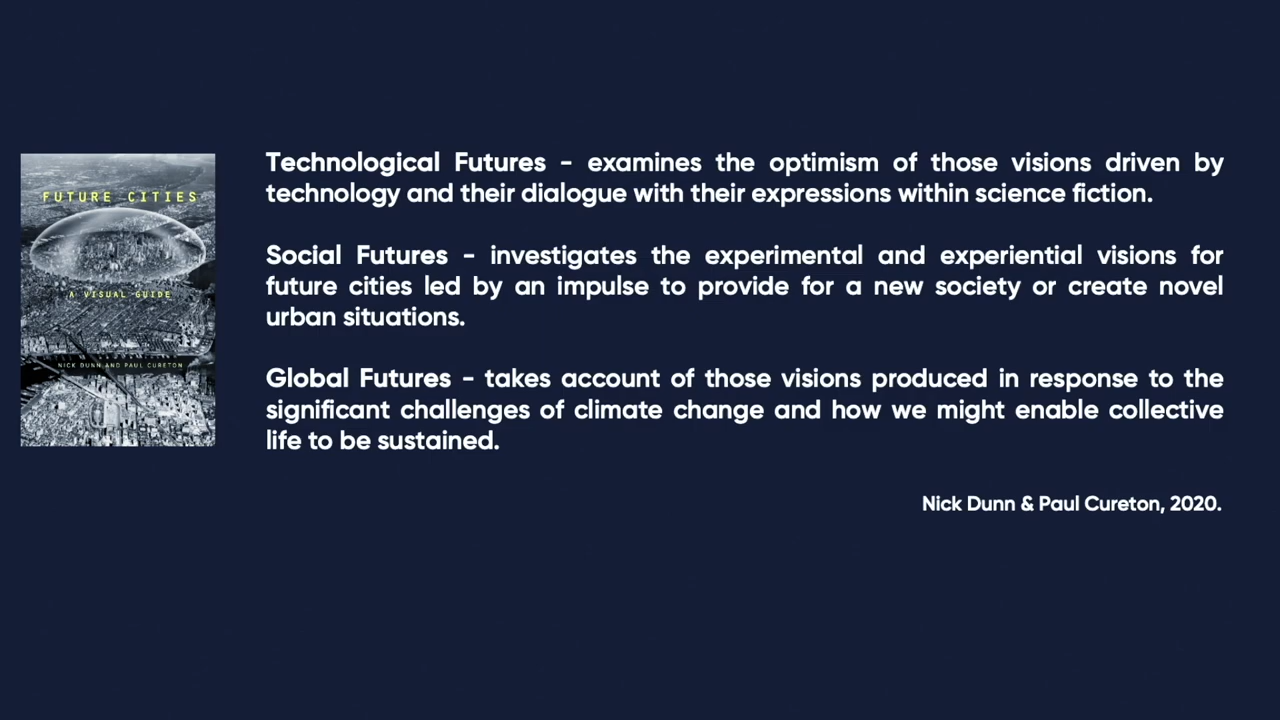 FUTURE CITIES
A VISUAL GUIDE
NICK DUNN AND PAUL CURETON
Technological Futures - examines the optimism of those visions driven by
technology and their dialogue with their expressions within science fiction.
Social Futures - investigates the experimental and experiential visions for
future cities led by an impulse to provide for a new society or create novel
urban situations.
Global Futures - takes account of those visions produced in response to the
significant challenges of climate change and how we might enable collective
life to be sustained.
Nick Dunn & Paul Cureton, 2020.